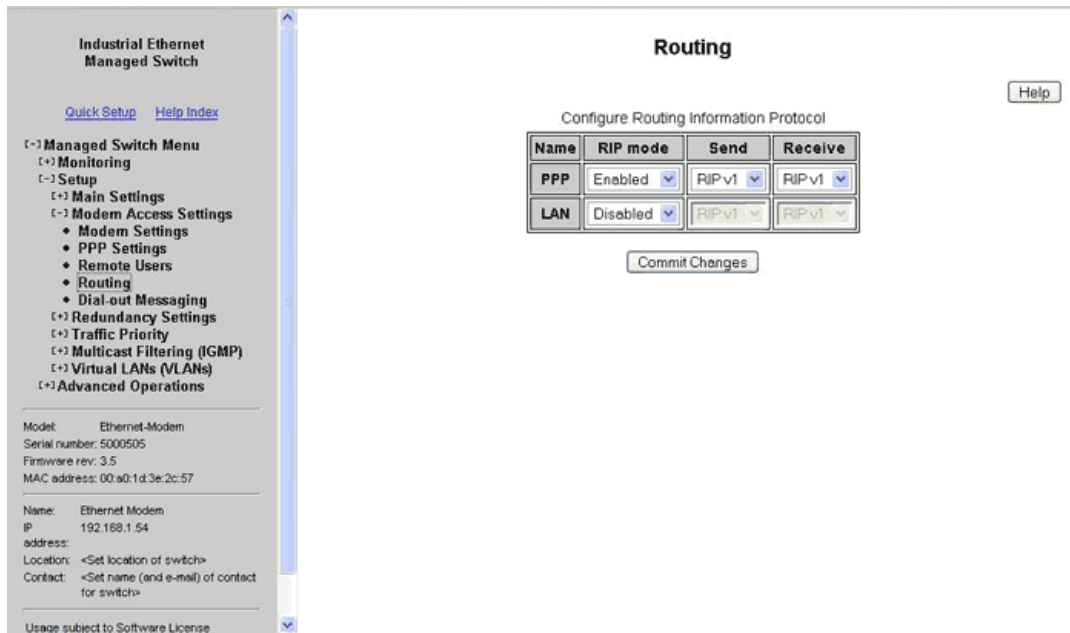 Industrial Ethernet
Managed Switch
Quick Setup Help Index
[-] Managed Switch Menu
[+] Monitoring
[-] Setup
[+] Main Settings
[-] Modem Access Settings
• Modem Settings
• PPP Settings
• Remote Users
• Routing
• Dial-out Messaging
[+] Redundancy Settings
[+] Traffic Priority
[+] Multicast Filtering (IGMP)
[+] Virtual LANs (VLANs)
[+] Advanced Operations
Model: Ethernet-Modem
Serial number: 5000505
Firmware rev: 3.5
MAC address: 00:a0:1d:3e:2c:57
Name: Ethernet Modem
IP address: 192.168.1.54
Location: <Set location of switch>
Contact: <Set name (and e-mail) of contact
for switch>
Usage subject to Software License
Routing
Help
Configure Routing Information Protocol
Name RIP mode Send Receive
PPP Enabled RIPv1 RIPv1
LAN Disabled RIPv1 RIPv1
Commit Changes